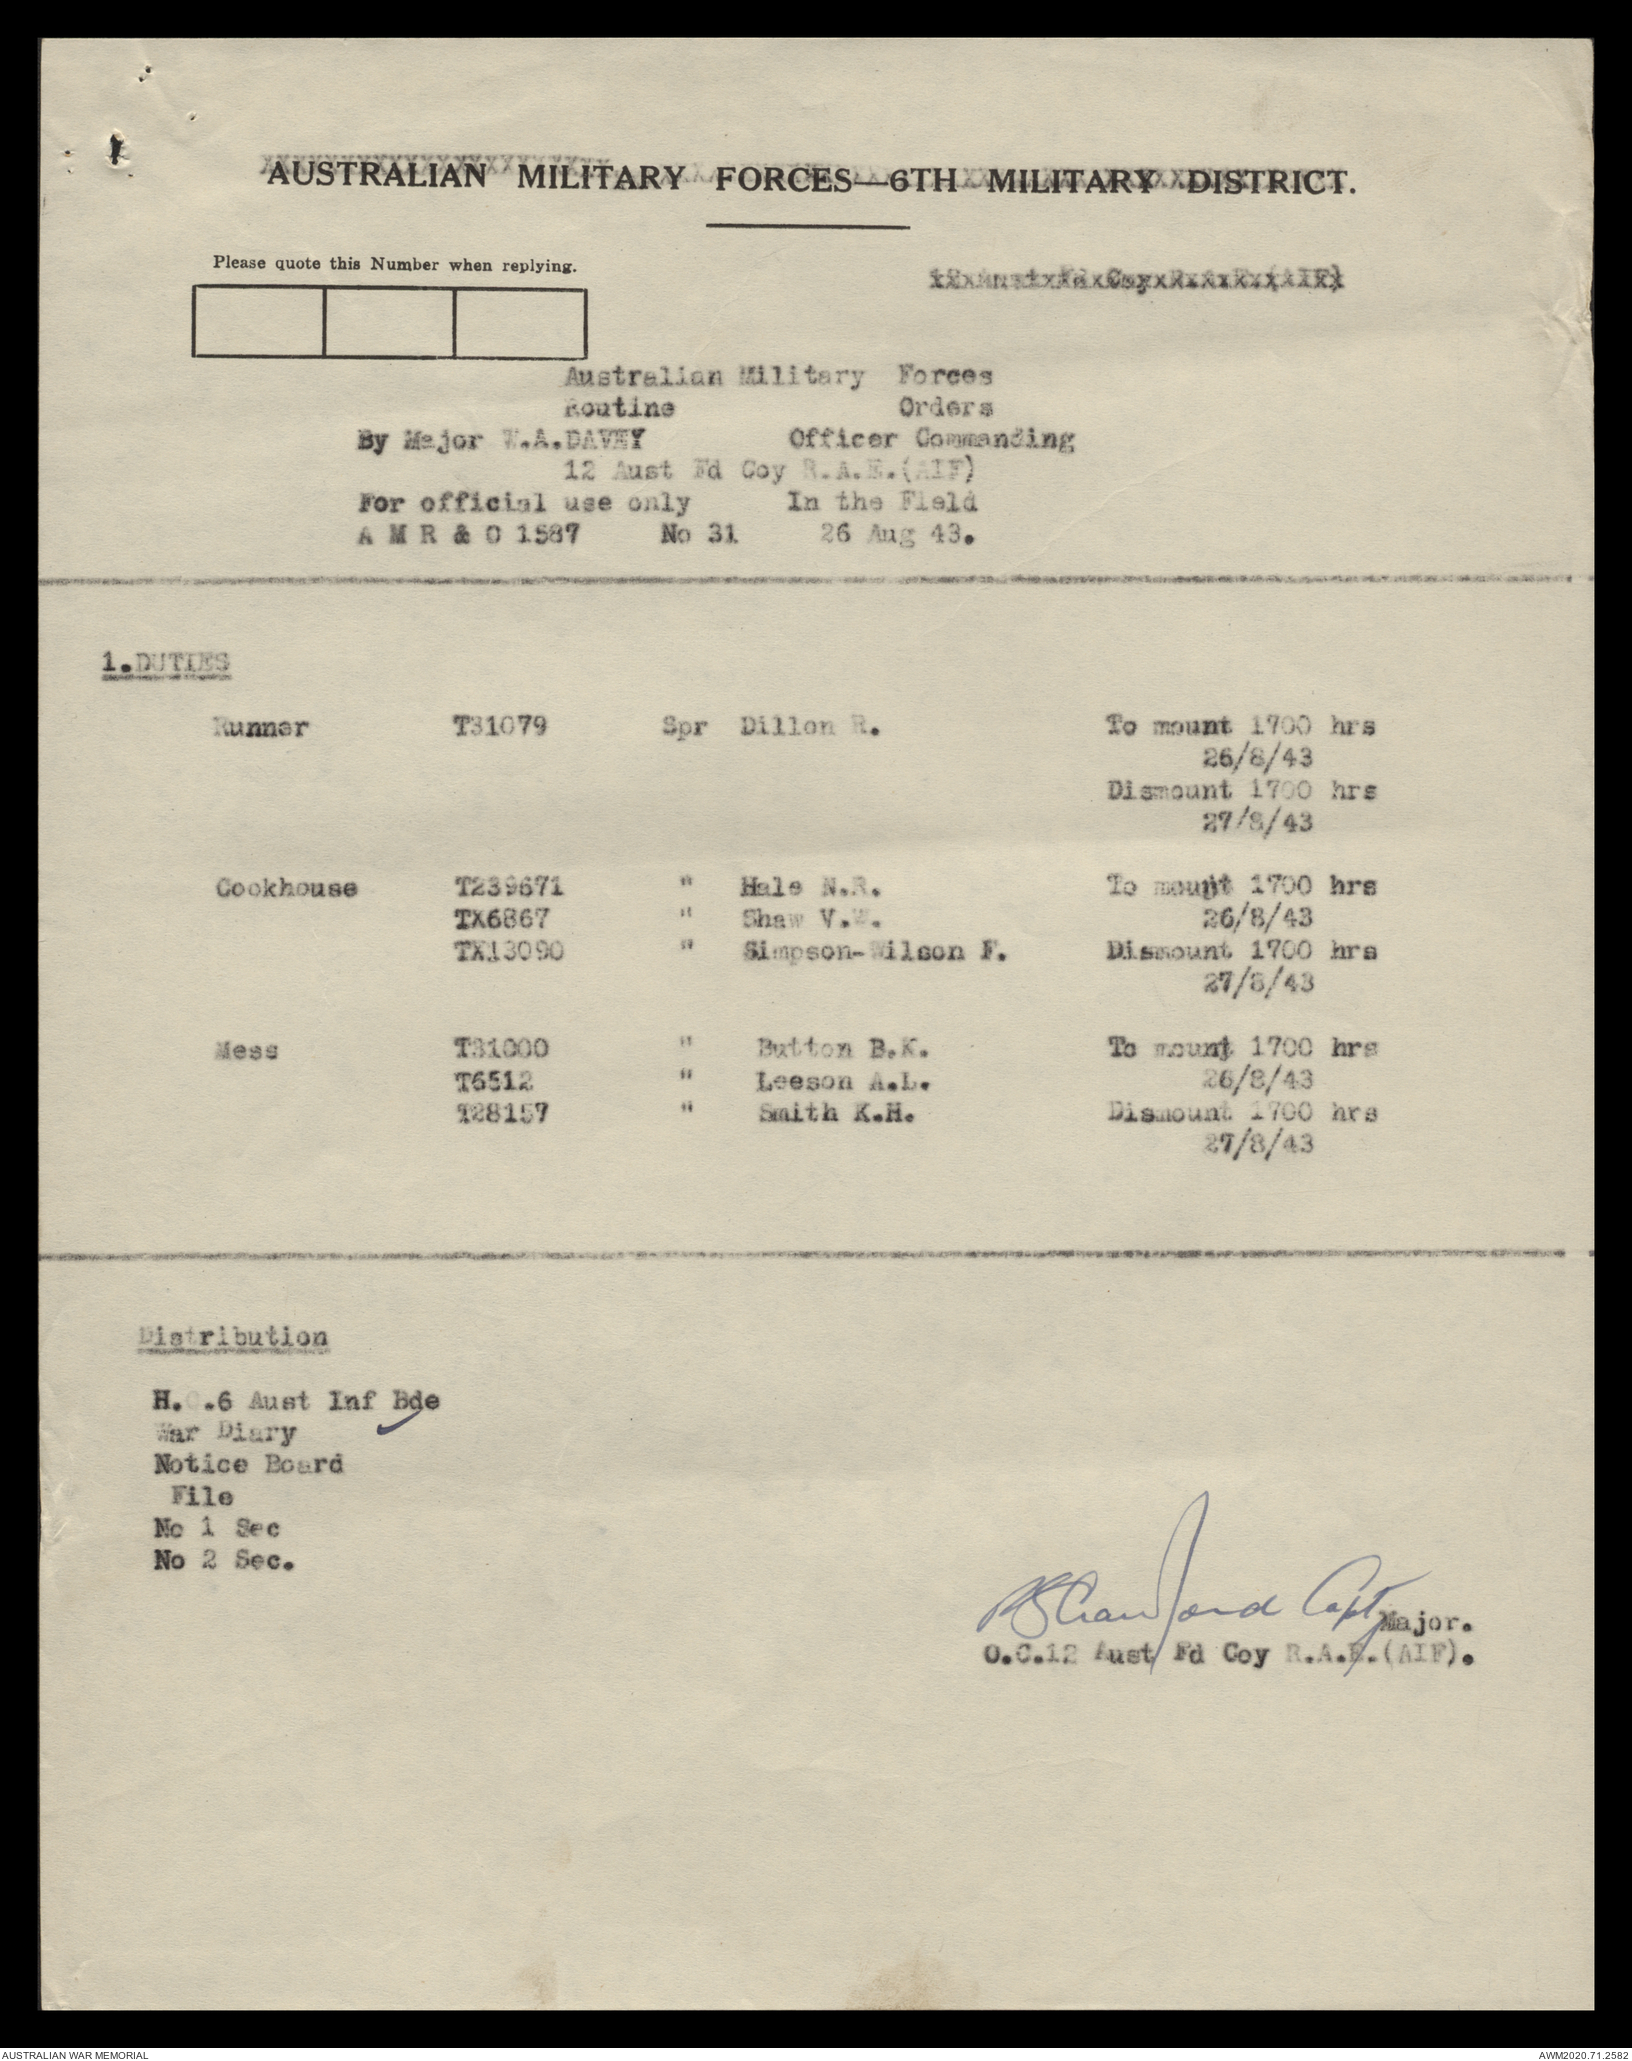 AUSTRALIAN MILITARY FORCES—6TH MILITARY DISTRICT.
Please quote this Number when replying.
12 Aust Fd Coy R.A.E.(AIF)
Australian Military Forces
Routine Orders
By Major W.A.DAVEY Officer Commanding
12 Aust Fd Coy R.A.E.(AIF)
For official use only In the Field
A M R & O 1587 No 31 26 Aug 43.
1.DUTIES
Runner T31079 Spr Dillon R. To mount 1700 hrs
26/8/43
Dismount 1700 hrs
27/8/43
Cookhouse T239671 " Hale N.R. To mount 1700 hrs
TX6867 " Shaw V.W. 26/8/43
TX13090 " Simpson-Wilson F. Dismount 1700 hrs
27/8/43
Mess T31000 " Button B.K. To mount 1700 hrs
T6512 " Leeson A.L. 26/8/43
T28157 " Smith K.H. Dismount 1700 hrs
27/8/43
Distribution
H.Q.6 Aust Inf Bde
War Diary
Notice Board
File
No 1 Sec
No 2 Sec.
Crawford Capt Major.
O.C.12 Aust Fd Coy R.A.E.(AIF).
AUSTRALIAN WAR MEMORIAL AWM2020.71.2582